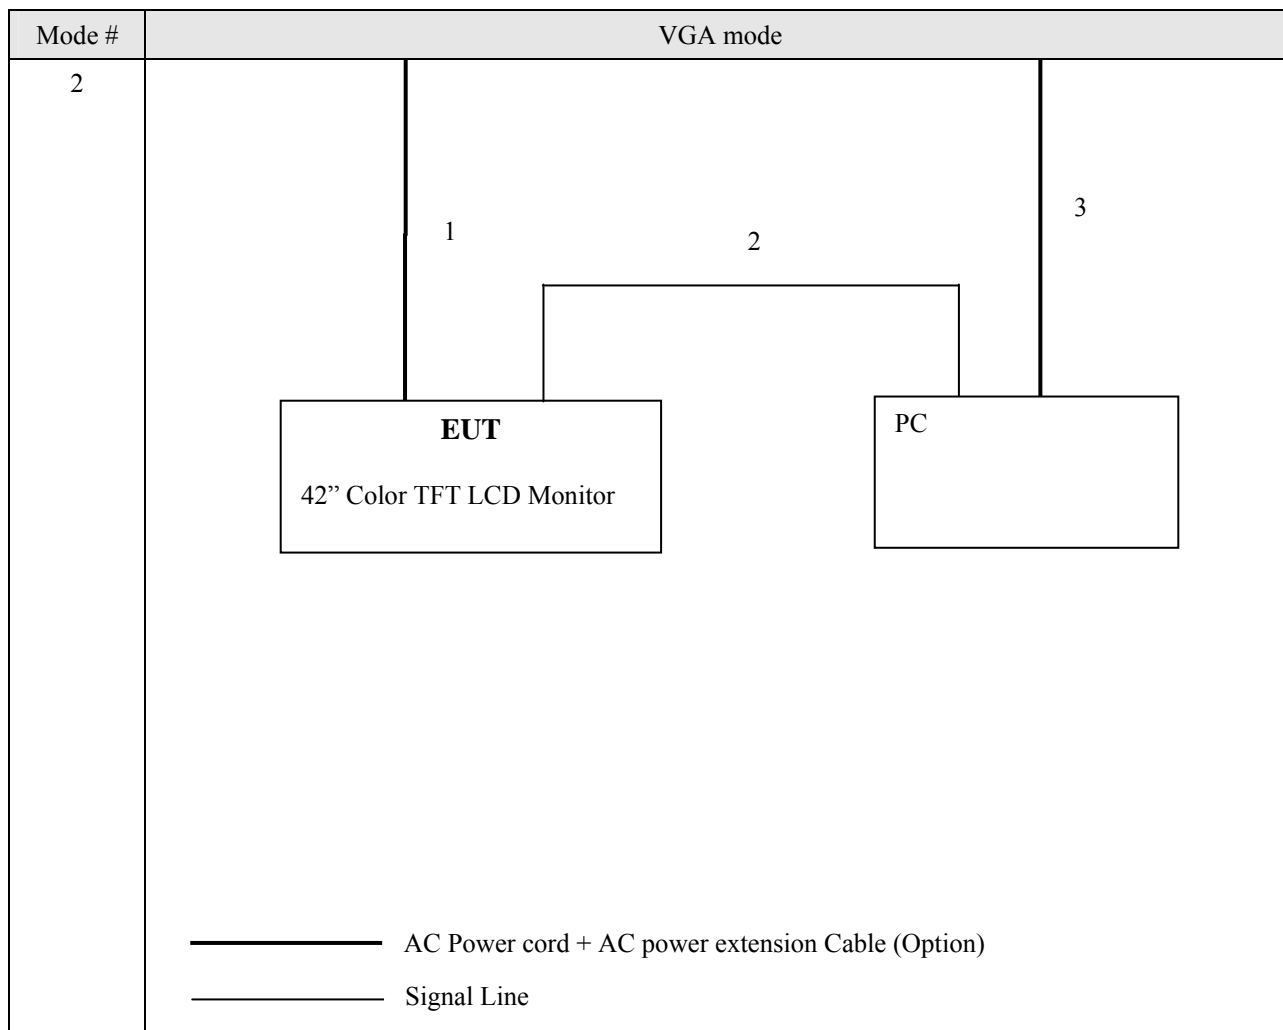 Mode #
VGA mode
2
1
2
3
EUT
42” Color TFT LCD Monitor
PC
AC Power cord + AC power extension Cable (Option)
Signal Line